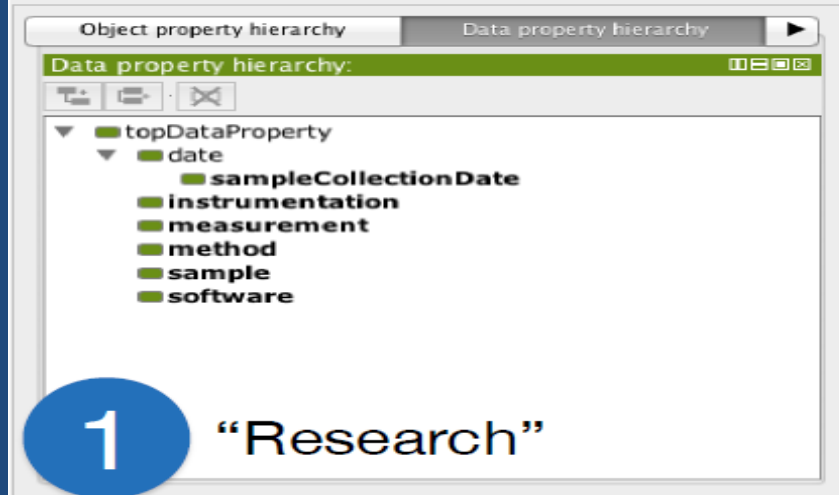 Object property hierarchy Data property hierarchy
Data property hierarchy:
topDataProperty
date
sampleCollectionDate
instrumentation
measurement
method
sample
software
1 “Research”